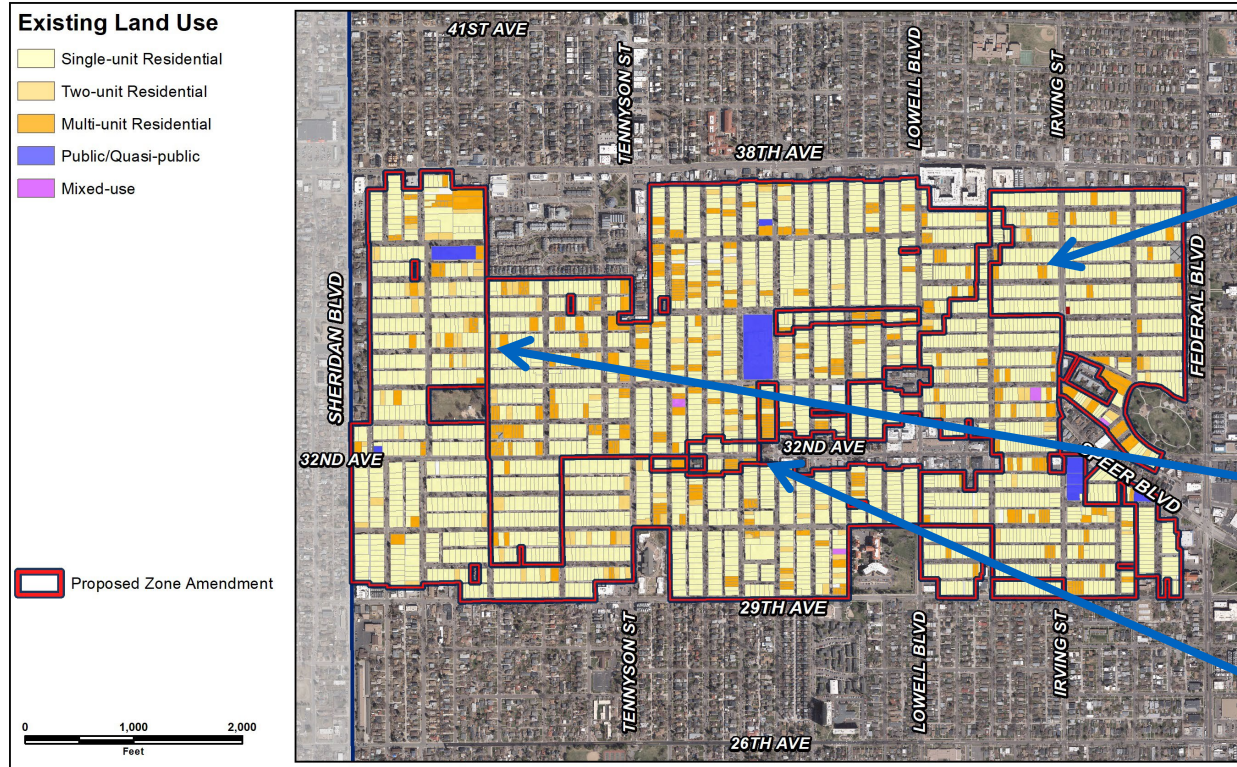 Existing Land Use
Single-unit Residential
Two-unit Residential
Multi-unit Residential
Public/Quasi-public
Mixed-use
Proposed Zone Amendment
0 1,000 2,000
Feet
41ST AVE
TENNYSON ST
LOWELL BLVD
IRVING ST
38TH AVE
SHERIDAN BLVD
FEDERAL BLVD
32ND AVE
32ND AVE
SPEER BLVD
29TH AVE
TENNYSON ST
LOWELL BLVD
IRVING ST
26TH AVE